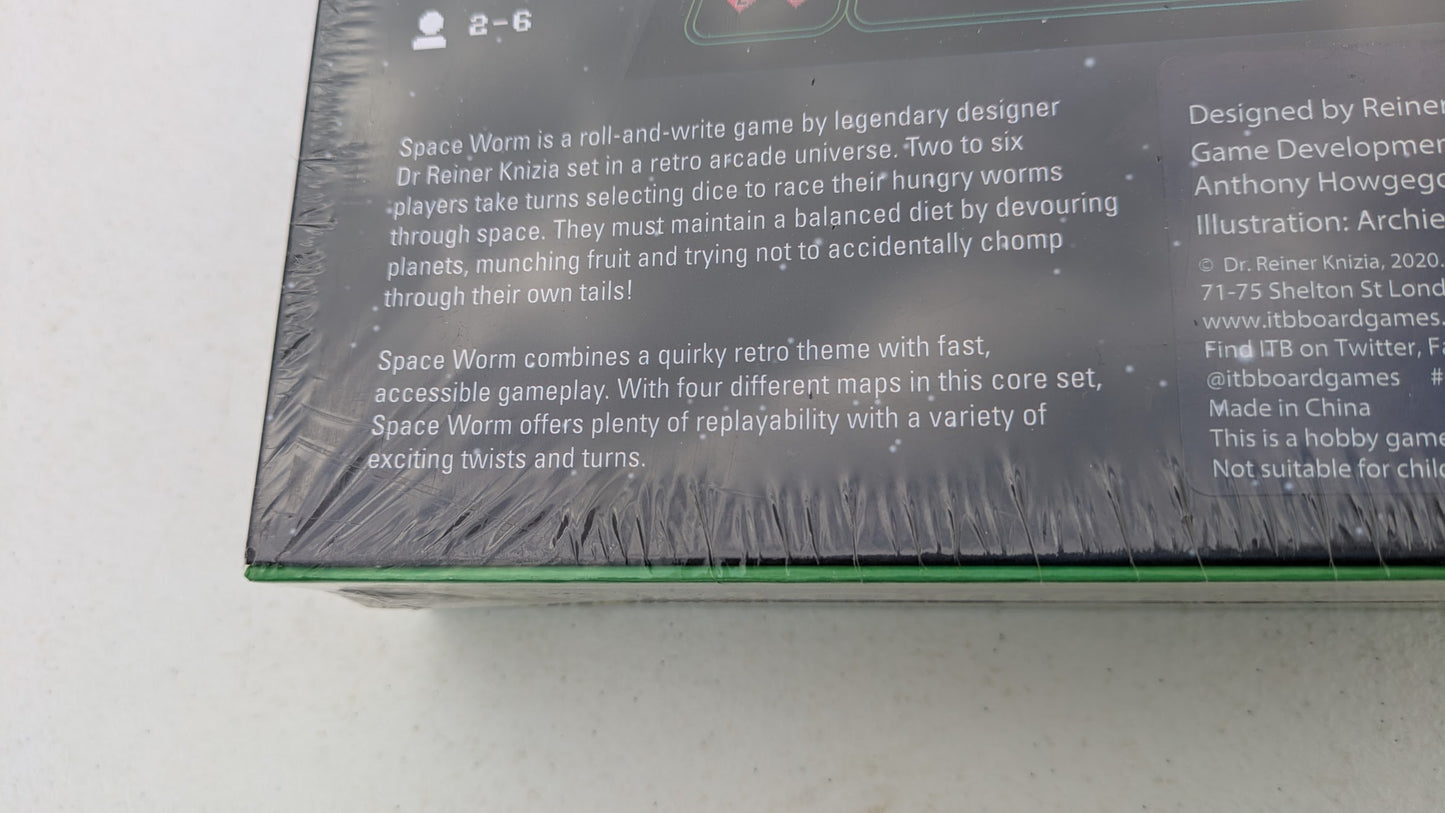 2-6
Space Worm is a roll-and-write game by legendary designer
Dr Reiner Knizia set in a retro arcade universe. Two to six
players take turns selecting dice to race their hungry worms
through space. They must maintain a balanced diet by devouring
planets, munching fruit and trying not to accidentally chomp
through their own tails!
Space Worm combines a quirky retro theme with fast,
accessible gameplay. With four different maps in this core set,
Space Worm offers plenty of replayability with a variety of
exciting twists and turns.
Designed by Reiner
Game
Anthony
Illustration: Archie
© Dr. Reiner Knizia, 2020.
71-75 Shelton St
www.itbboardgames.
Find ITB on Twitter,
@itbboardgames #
Made in China
This is a hobby game
Not suitable for